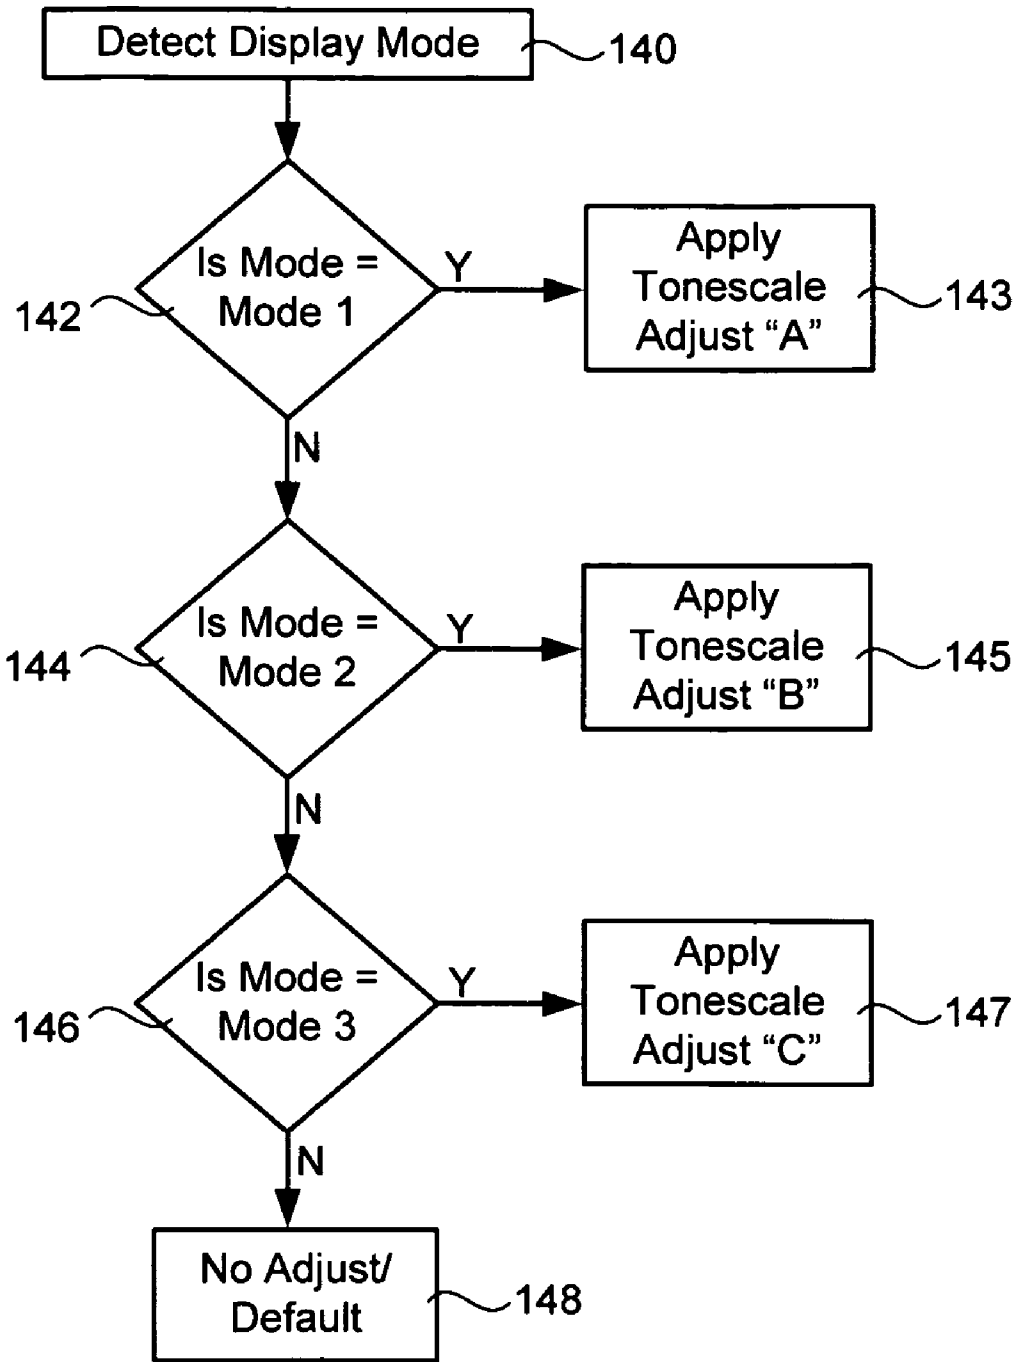 Detect Display Mode
140
Is Mode =
Mode 1
142
Y
Apply
Tonescale
Adjust “A”
143
N
Is Mode =
Mode 2
144
Y
Apply
Tonescale
Adjust “B”
145
N
Is Mode =
Mode 3
146
Y
Apply
Tonescale
Adjust “C”
147
N
No Adjust/
Default
148